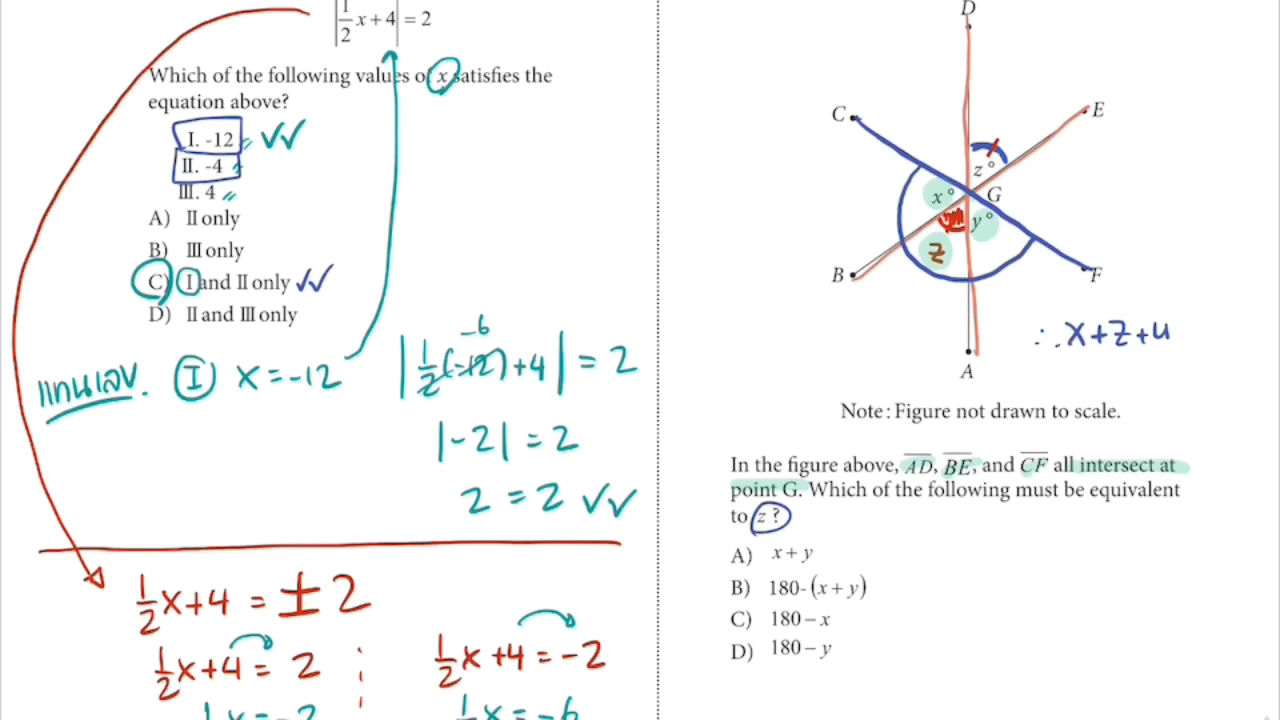 |1/2 x + 4| = 2
Which of the following values of x satisfies the
equation above?
I. -12 ✓✓
II. -4
III. 4
A) II only
B) III only
C) I and II only ✓✓
D) II and III only
แทนเลข. Ⓘ x = -12
|1/2(-12) + 4| = 2
-6
|-2| = 2
2 = 2 ✓✓
1/2 x + 4 = ± 2
1/2 x + 4 = 2
1/2 x + 4 = -2
1/2 x = -2
1/2 x = -6
D
C
E
z°
x°
G
y°
z
B
F
∴ x + z + y
A
Note: Figure not drawn to scale.
In the figure above, AD, BE, and CF all intersect at
point G. Which of the following must be equivalent
to z ?
A) x + y
B) 180-(x + y)
C) 180 – x
D) 180 – y